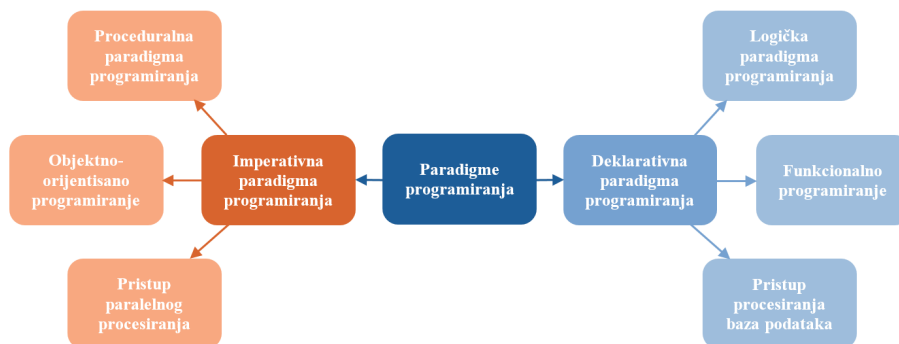 Proceduralna
paradigma
programiranja
Logička
paradigma
programiranja
Objektno-
orijentisano
programiranje
Imperativna
paradigma
programiranja
Paradigme
programiranja
Deklarativna
paradigma
programiranja
Funkcionalno
programiranje
Pristup
paralelnog
procesiranja
Pristup
procesiranja
baza podataka